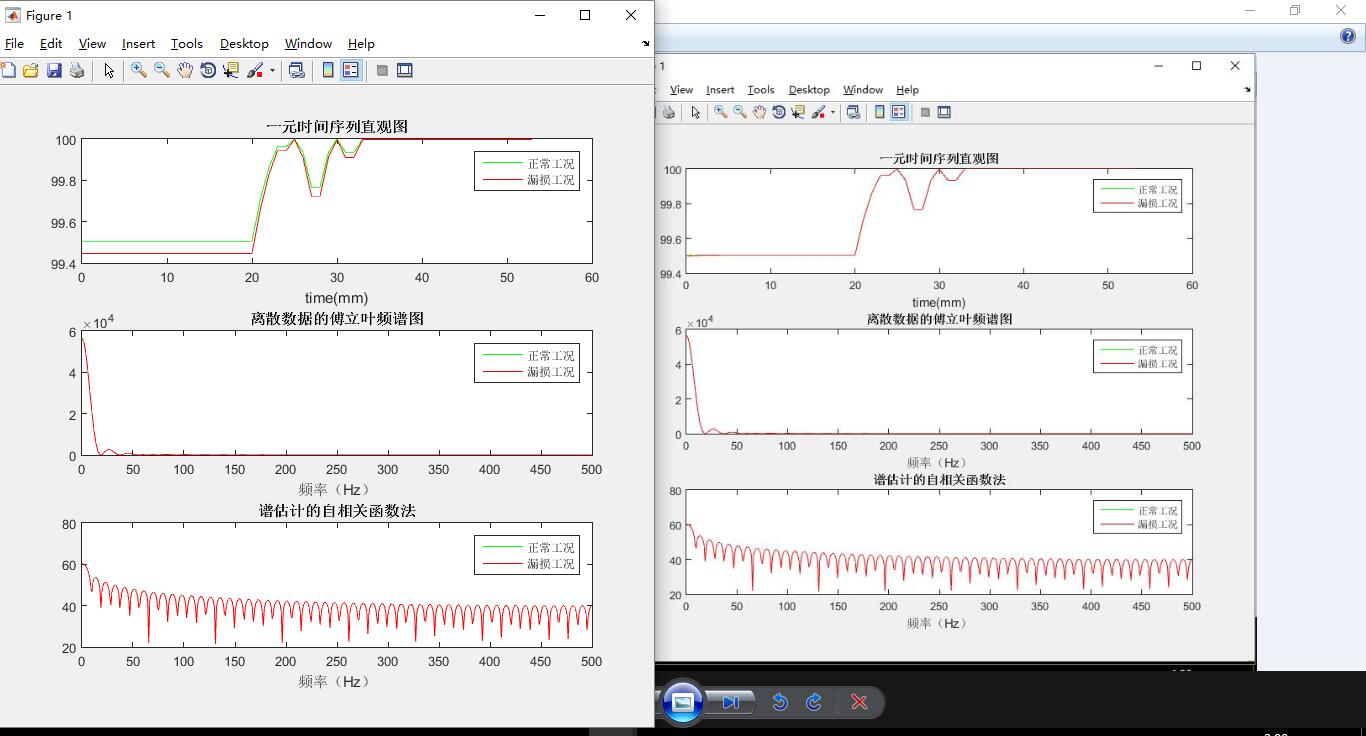 Figure 1
File Edit View Insert Tools Desktop Window Help
一元时间序列直观图
100
99.8
99.6
99.4
正常工况
漏损工况
0 10 20 30 40 50 60
time(mm)
离散数据的傅立叶频谱图
×10^4
6
4
2
0
正常工况
漏损工况
0 50 100 150 200 250 300 350 400 450 500
频率（Hz）
谱估计的自相关函数法
80
60
40
20
正常工况
漏损工况
0 50 100 150 200 250 300 350 400 450 500
频率（Hz）
1
View Insert Tools Desktop Window Help
一元时间序列直观图
100
99.8
99.6
99.4
正常工况
漏损工况
0 10 20 30 40 50 60
time(mm)
离散数据的傅立叶频谱图
×10^4
6
4
2
0
正常工况
漏损工况
0 50 100 150 200 250 300 350 400 450 500
频率（Hz）
谱估计的自相关函数法
80
60
40
20
正常工况
漏损工况
0 50 100 150 200 250 300 350 400 450 500
频率（Hz）